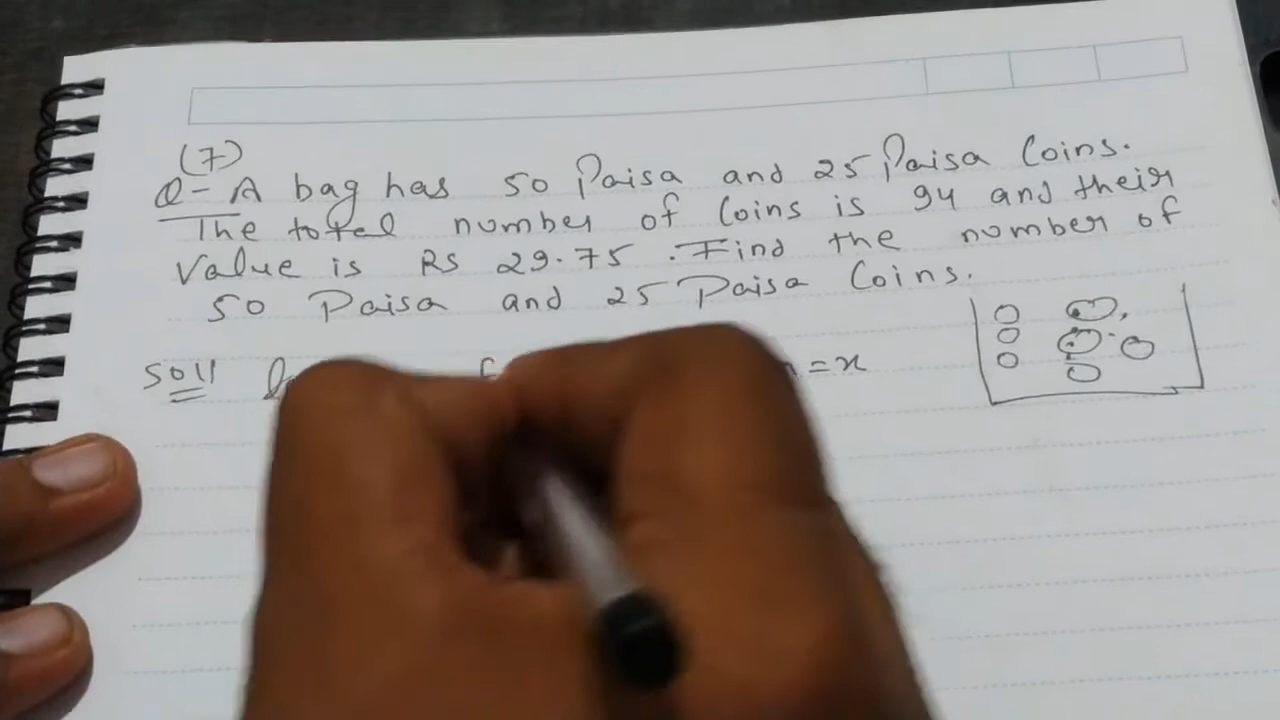 (7)
Q- A bag has 50 Paisa and 25 Paisa Coins.
The total number of Coins is 94 and their
Value is RS 29.75. Find the number of
50 Paisa and 25 Paisa Coins.
Soll = x